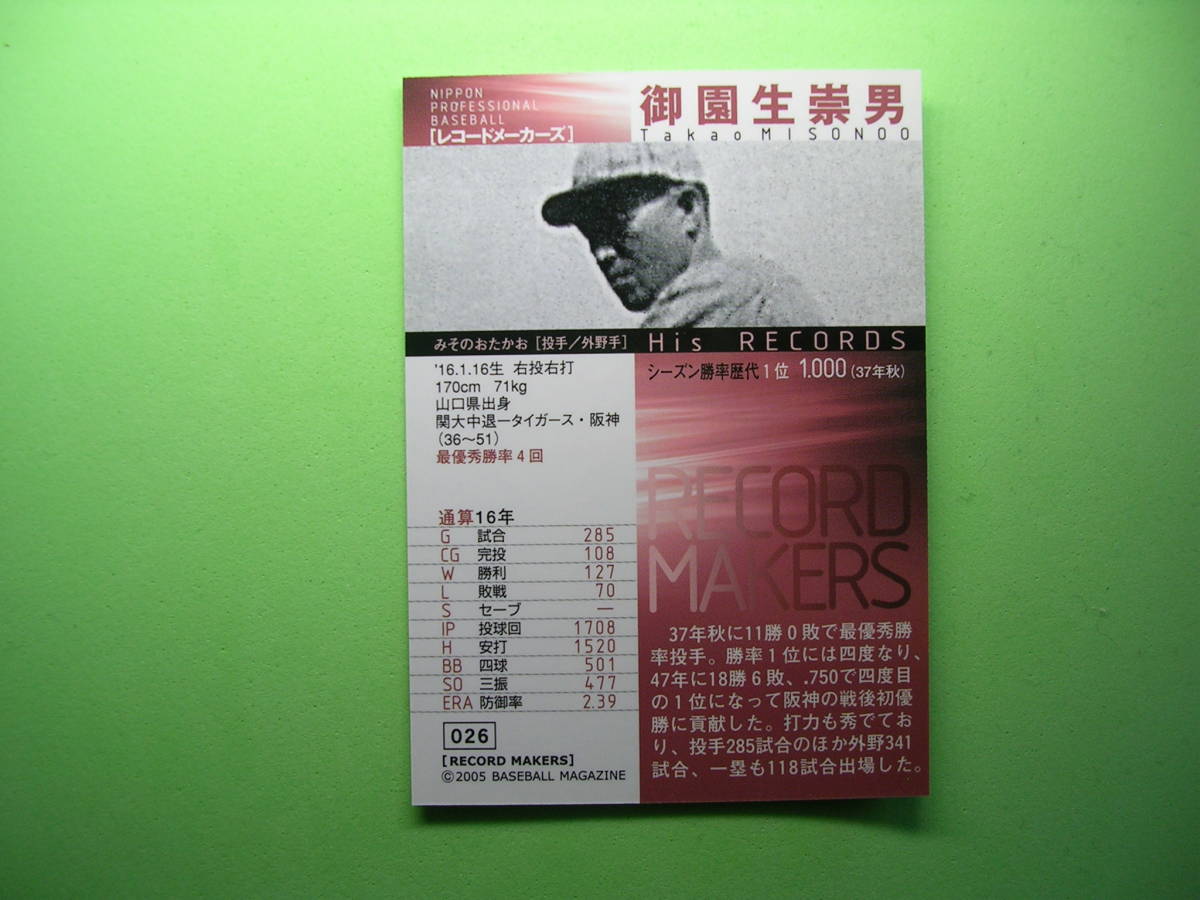 NIPPON
PROFESSIONAL
BASEBALL
[レコードメーカーズ]
御園生崇男
Takao MISONOO
みそのおたかお [投手/外野手]
His RECORDS
'16.1.16生 右投右打
170cm 71kg
山口県出身
関大中退ータイガース・阪神
(36〜51)
最優秀勝率4回
通算16年
G 試合 285
CG 完投 108
W 勝利 127
L 敗戦 70
S セーブ —
IP 投球回 1708
H 安打 1520
BB 四球 501
SO 三振 477
ERA 防御率 2.39
026
[RECORD MAKERS]
©2005 BASEBALL MAGAZINE
シーズン勝率歴代1位 1.000 (37年秋)
RECORD
MAKERS
37年秋に11勝0敗で最優秀勝
率投手。勝率1位には四度なり、
47年に18勝6敗、.750で四度目
の1位になって阪神の戦後初優
勝に貢献した。打力も秀でてお
り、投手285試合のほか外野341
試合、一塁も118試合出場した。